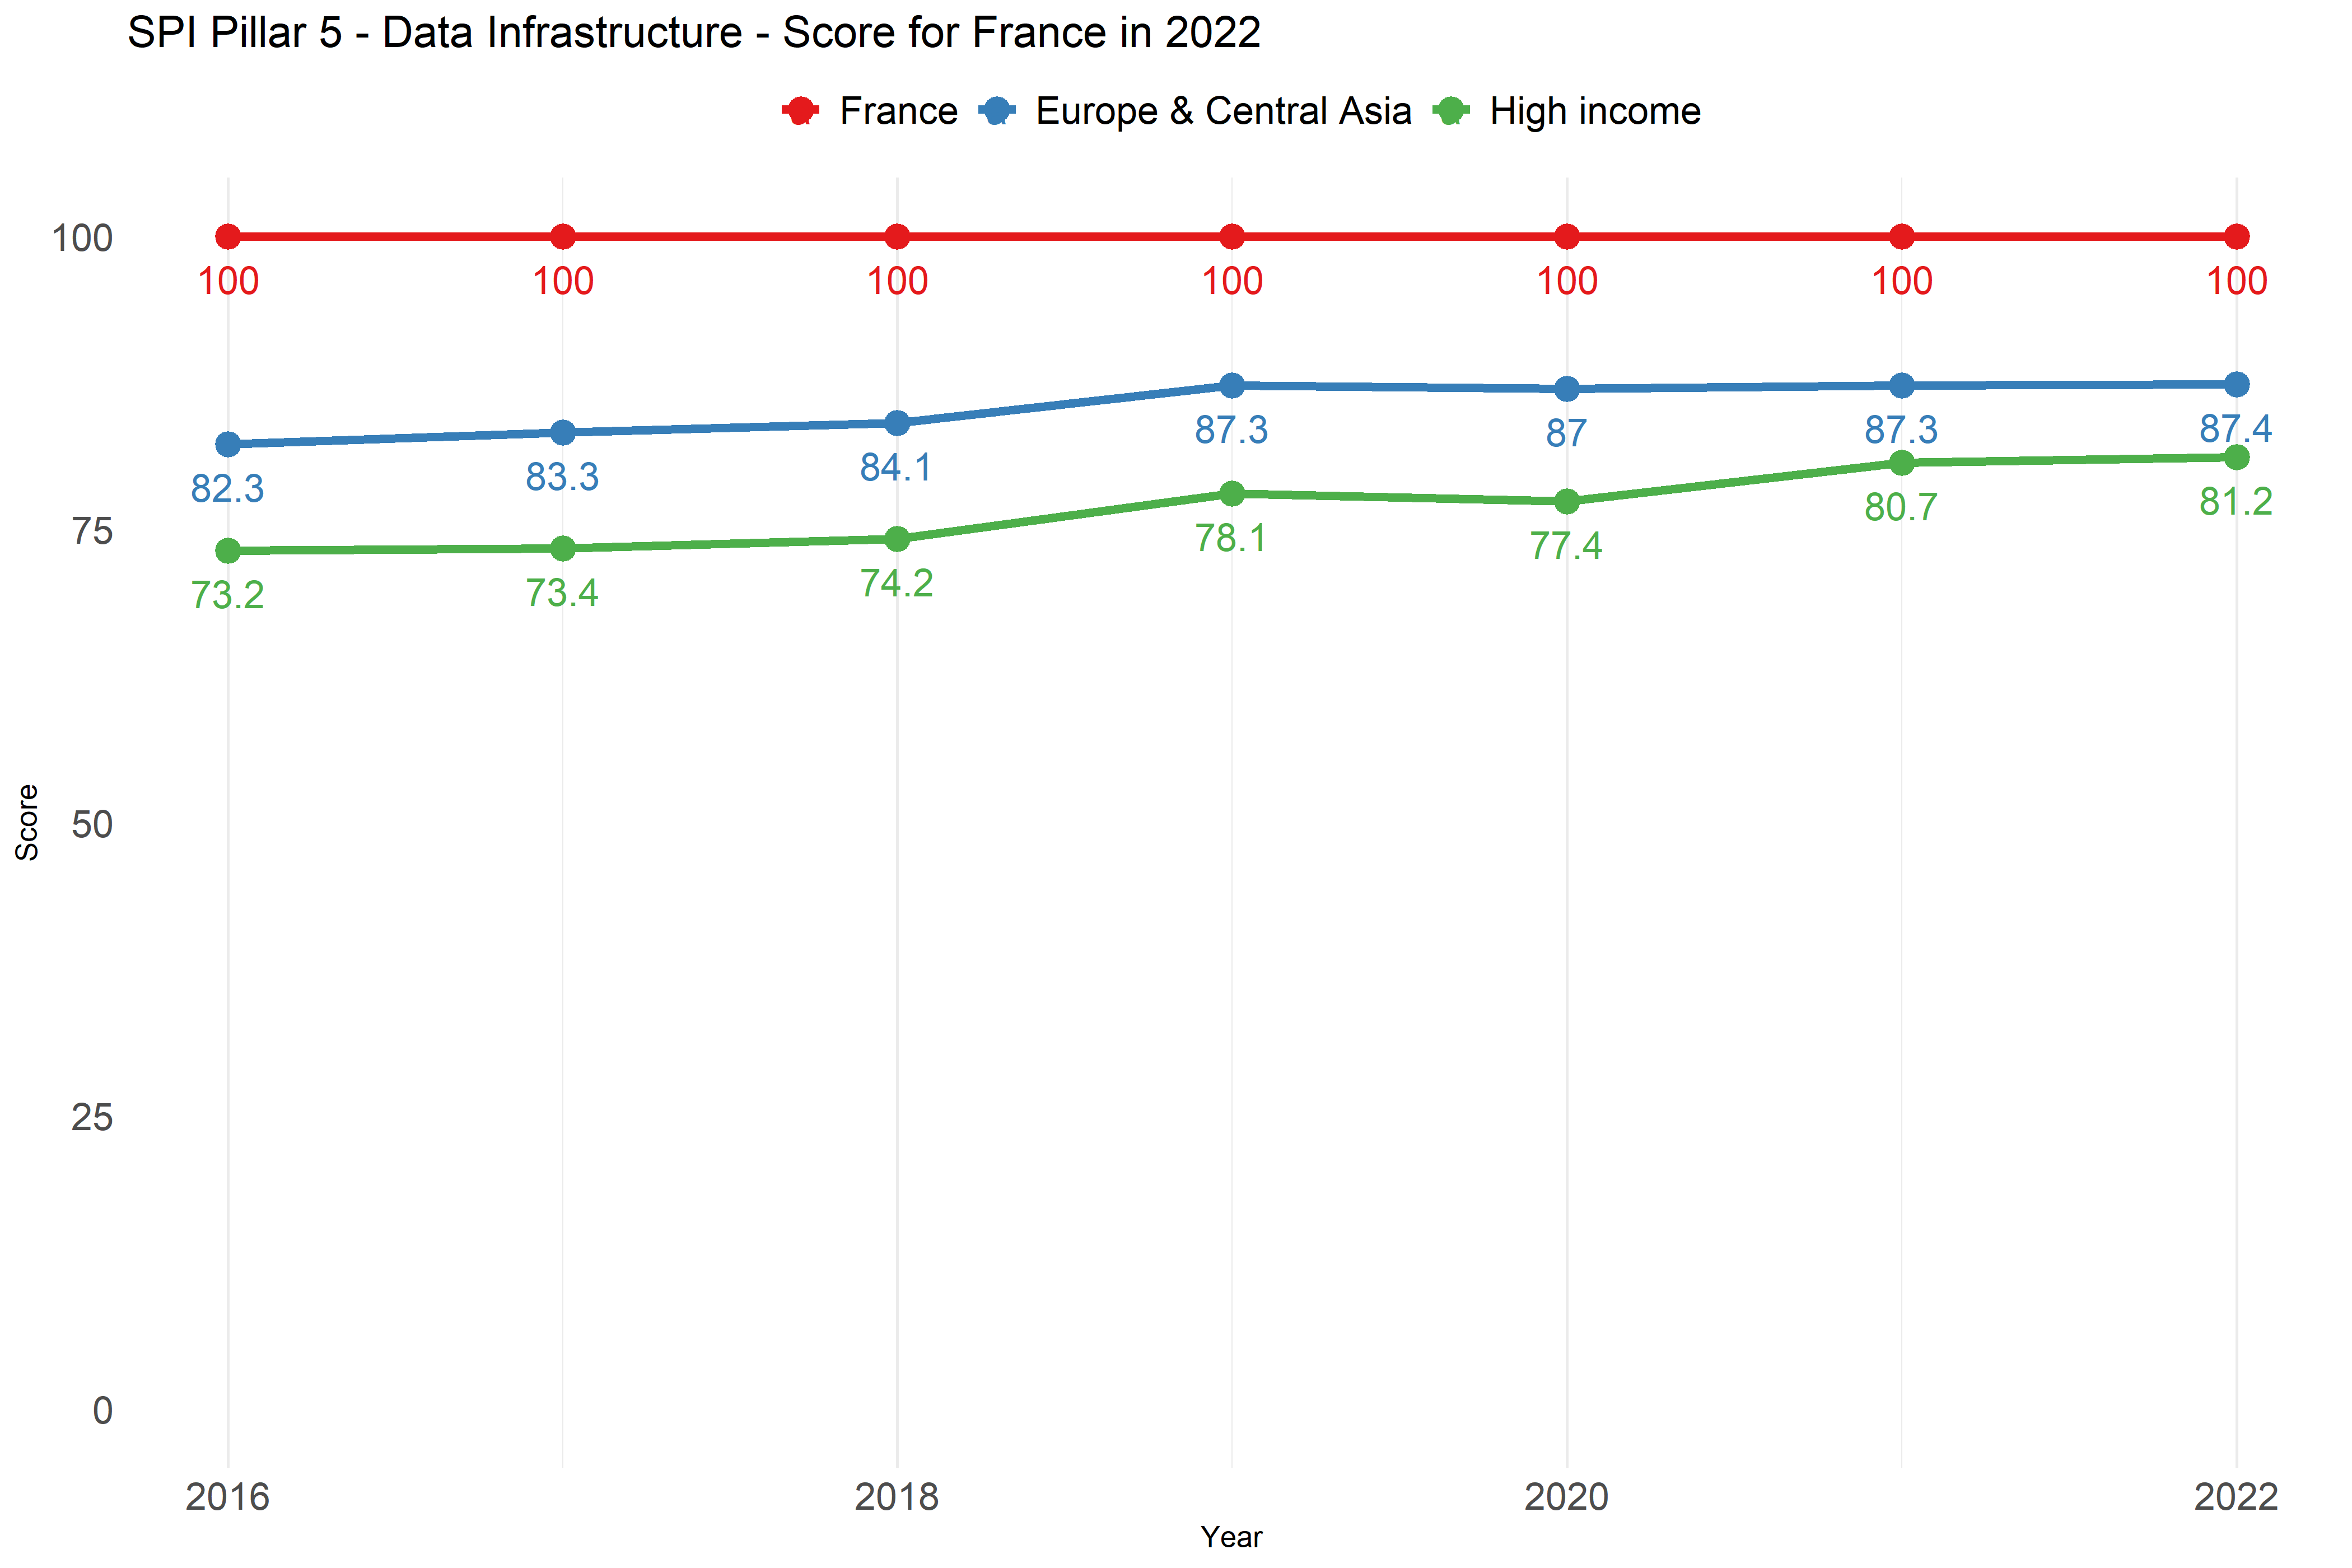 SPI Pillar 5 - Data Infrastructure - Score for France in 2022
France Europe & Central Asia High income
100
100 100 100 100 100 100 100
82.3 83.3 84.1 87.3 87 87.3 87.4
75
73.2 73.4 74.2 78.1 77.4 80.7 81.2
Score
50
25
0
2016 2018 2020 2022
Year